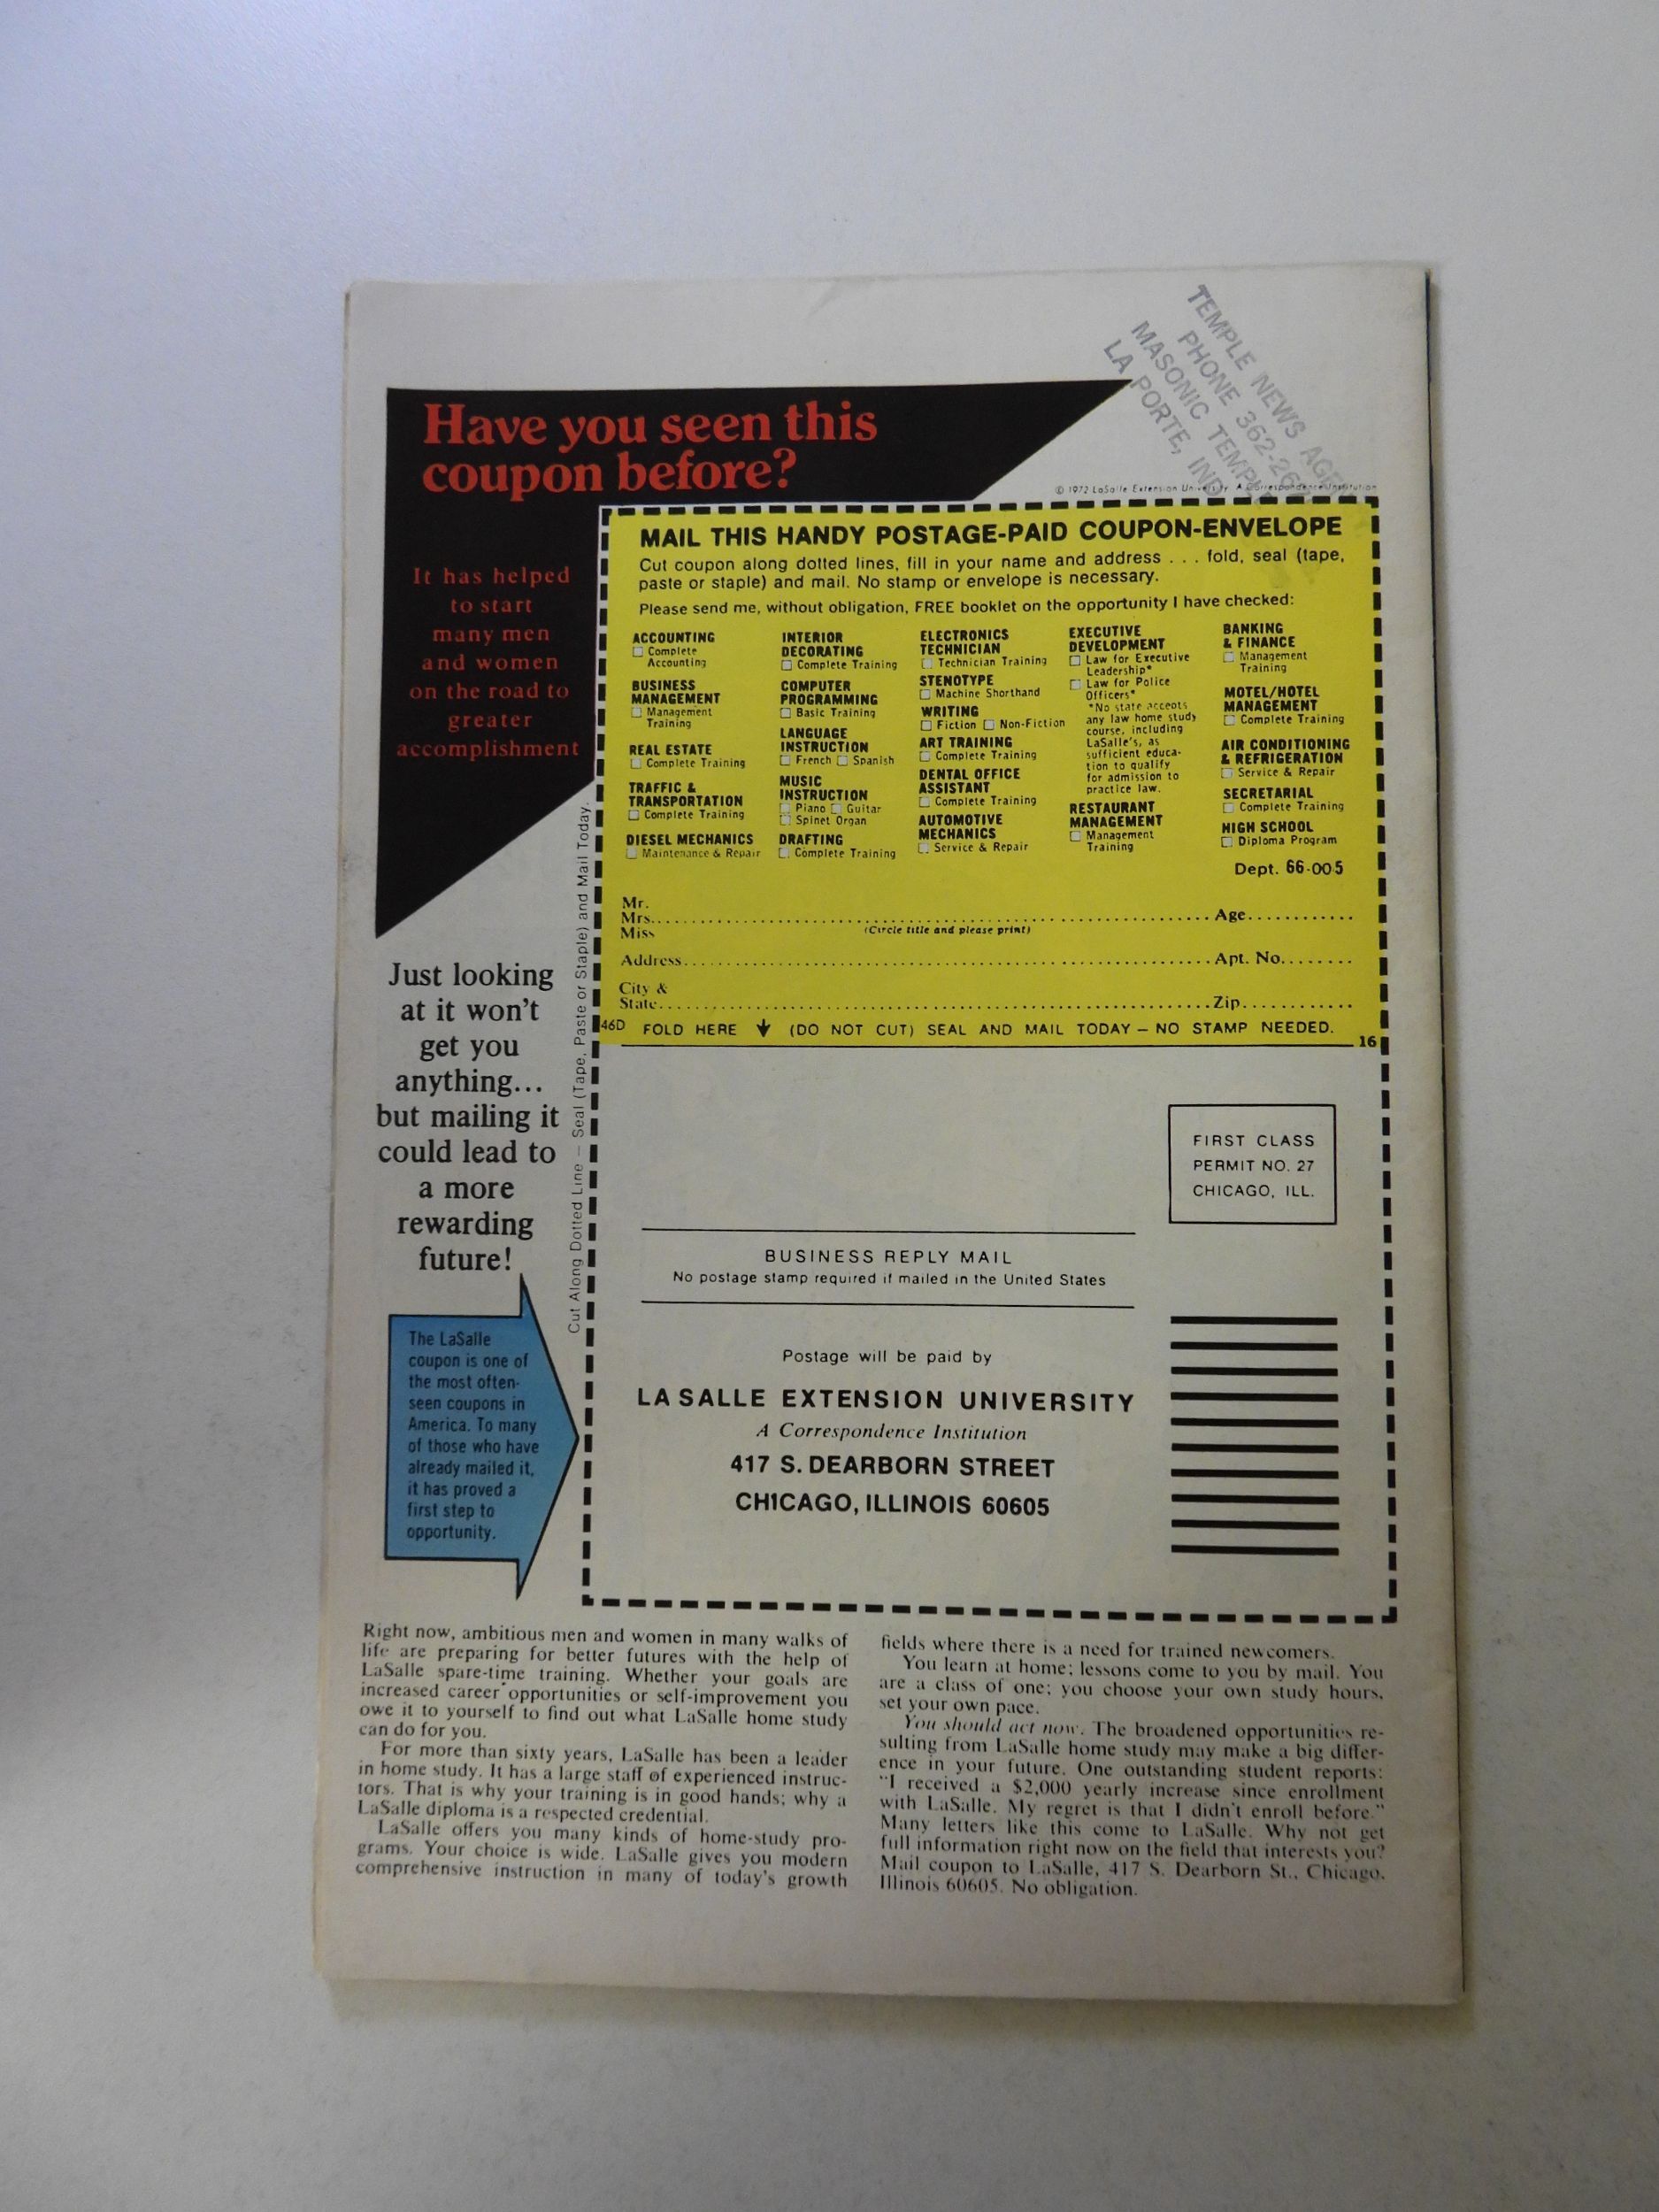 TEMPLE NEWS
PHONE 362-
MASONIC TEMPLE
LA PORTE, IND
Have you seen this
coupon before?
© 1972 LaSalle Extension University A Correspondence Institution
It has helped
to start
many men
and women
on the road to
greater
accomplishment
MAIL THIS HANDY POSTAGE-PAID COUPON-ENVELOPE
Cut coupon along dotted lines, fill in your name and address . . . fold, seal (tape,
paste or staple) and mail. No stamp or envelope is necessary.
Please send me, without obligation, FREE booklet on the opportunity I have checked:
ACCOUNTING
Complete
Accounting
BUSINESS
MANAGEMENT
Management
Training
REAL ESTATE
Complete Training
TRAFFIC &
TRANSPORTATION
Complete Training
DIESEL MECHANICS
Maintenance & Repair
INTERIOR
DECORATING
Complete Training
COMPUTER
PROGRAMMING
Basic Training
LANGUAGE
INSTRUCTION
French Spanish
MUSIC
INSTRUCTION
Piano Guitar
Spinet Organ
DRAFTING
Complete Training
ELECTRONICS
TECHNICIAN
Technician Training
STENOTYPE
Machine Shorthand
WRITING
Fiction Non-Fiction
ART TRAINING
Complete Training
DENTAL OFFICE
ASSISTANT
Complete Training
AUTOMOTIVE
MECHANICS
Service & Repair
EXECUTIVE
DEVELOPMENT
Law for Executive
Leadership*
Law for Police
Officers*
*No state accepts
any law home study
course, including
LaSalle's, as
sufficient educa-
tion to qualify
for admission to
practice law.
RESTAURANT
MANAGEMENT
Management
Training
BANKING
& FINANCE
Management
Training
MOTEL/HOTEL
MANAGEMENT
Complete Training
AIR CONDITIONING
& REFRIGERATION
Service & Repair
SECRETARIAL
Complete Training
HIGH SCHOOL
Diploma Program
Dept. 66-005
Mr.
Mrs. Age
Miss (Circle title and please print)
Address Apt. No.
City &
State Zip
46D FOLD HERE (DO NOT CUT) SEAL AND MAIL TODAY – NO STAMP NEEDED.
16
Cut Along Dotted Line – Seal (Tape, Paste or Staple) and Mail Today.
Just looking
at it won't
get you
anything...
but mailing it
could lead to
a more
rewarding
future!
FIRST CLASS
PERMIT NO. 27
CHICAGO, ILL.
BUSINESS REPLY MAIL
No postage stamp required if mailed in the United States
Postage will be paid by
LA SALLE EXTENSION UNIVERSITY
A Correspondence Institution
417 S. DEARBORN STREET
CHICAGO, ILLINOIS 60605
The LaSalle
coupon is one of
the most often-
seen coupons in
America. To many
of those who have
already mailed it,
it has proved a
first step to
opportunity.
Right now, ambitious men and women in many walks of
life are preparing for better futures with the help of
LaSalle spare-time training. Whether your goals are
increased career opportunities or self-improvement you
owe it to yourself to find out what LaSalle home study
can do for you.
For more than sixty years, LaSalle has been a leader
in home study. It has a large staff of experienced instruc-
tors. That is why your training is in good hands; why a
LaSalle diploma is a respected credential.
LaSalle offers you many kinds of home-study pro-
grams. Your choice is wide. LaSalle gives you modern
comprehensive instruction in many of today's growth
fields where there is a need for trained newcomers.
You learn at home; lessons come to you by mail. You
are a class of one; you choose your own study hours,
set your own pace.
You should act now. The broadened opportunities re-
sulting from LaSalle home study may make a big differ-
ence in your future. One outstanding student reports:
"I received a $2,000 yearly increase since enrollment
with LaSalle. My regret is that I didn't enroll before."
Many letters like this come to LaSalle. Why not get
full information right now on the field that interests you?
Mail coupon to LaSalle, 417 S. Dearborn St., Chicago,
Illinois 60605. No obligation.